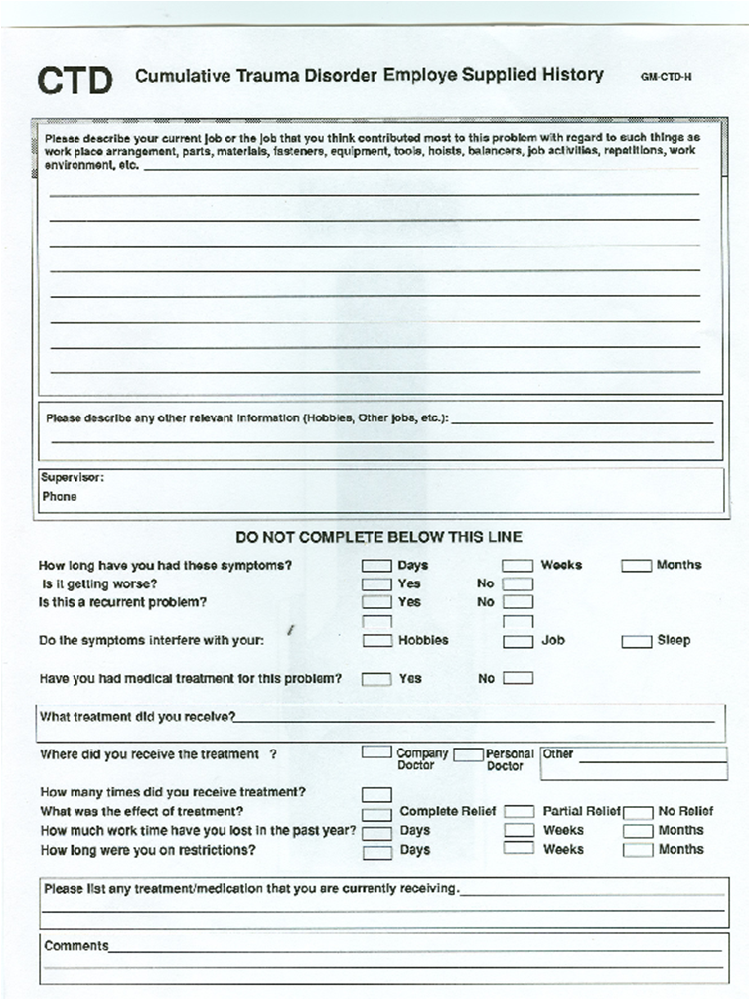 CTD Cumulative Trauma Disorder Employe Supplied History GM-CTD-H
Please describe your current job or the job that you think contributed most to this problem with regard to such things as
work place arrangement, parts, materials, fasteners, equipment, tools, hoists, balancers, job activities, repetitions, work
environment, etc.
Please describe any other relevant information (Hobbies, Other jobs, etc.):
Supervisor:
Phone
DO NOT COMPLETE BELOW THIS LINE
How long have you had these symptoms? Days Weeks Months
Is it getting worse? Yes No
Is this a recurrent problem? Yes No
Do the symptoms interfere with your: Hobbies Job Sleep
Have you had medical treatment for this problem? Yes No
What treatment did you receive?
Where did you receive the treatment ? Company Doctor Personal Doctor Other
How many times did you receive treatment?
What was the effect of treatment? Complete Relief Partial Relief No Relief
How much work time have you lost in the past year? Days Weeks Months
How long were you on restrictions? Days Weeks Months
Please list any treatment/medication that you are currently receiving.
Comments